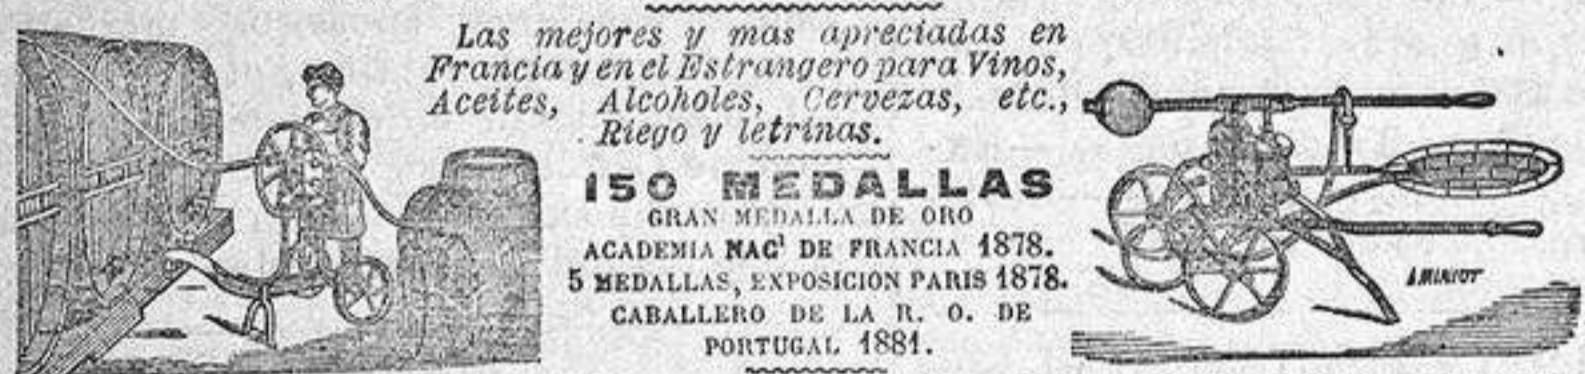 Las mejores y mas apreciadas en
Francia y en el Estrangero para Vinos,
Aceites, Alcoholes, Cervezas, etc.,
Riego y letrinas.
150 MEDALLAS
GRAN MEDALLA DE ORO
ACADEMIA NAC¹ DE FRANCIA 1878.
5 MEDALLAS, EXPOSICION PARIS 1878.
CABALLERO DE LA R. O. DE
PORTUGAL 1881.